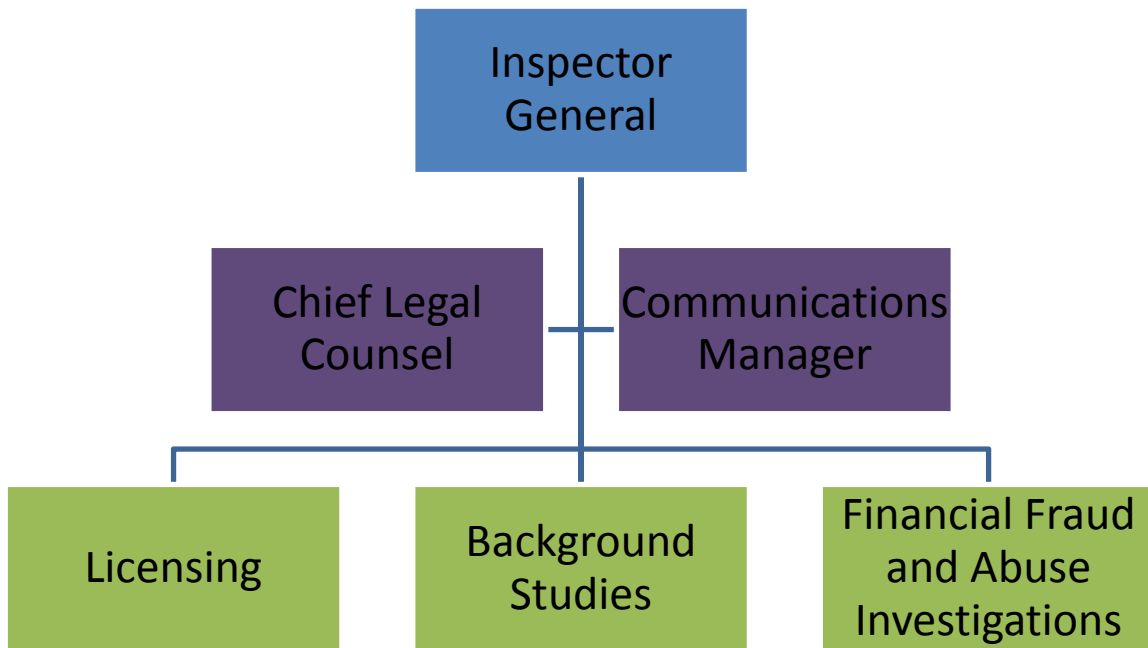 Inspector
General
Chief Legal
Counsel
Communications
Manager
Licensing
Background
Studies
Financial Fraud
and Abuse
Investigations